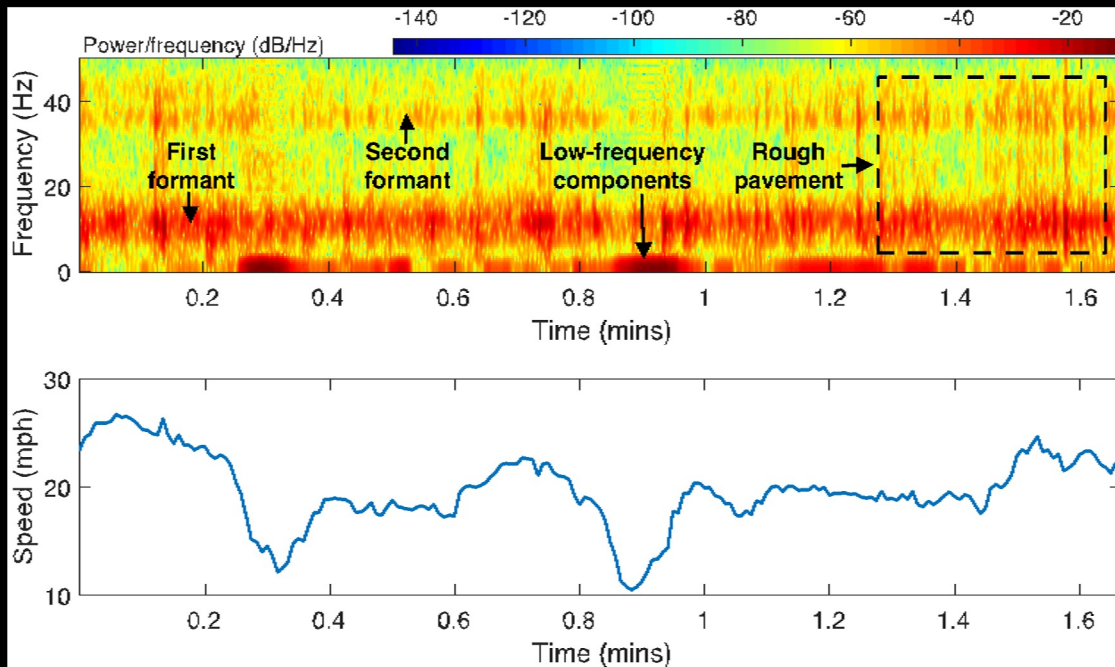 -140 -120 -100 -80 -60 -40 -20
Power/frequency (dB/Hz)
Frequency (Hz)
40
20
0
First
formant
Second
formant
Low-frequency
components
Rough
pavement
0.2 0.4 0.6 0.8 1 1.2 1.4 1.6
Time (mins)
Speed (mph)
30
20
10
0.2 0.4 0.6 0.8 1 1.2 1.4 1.6
Time (mins)